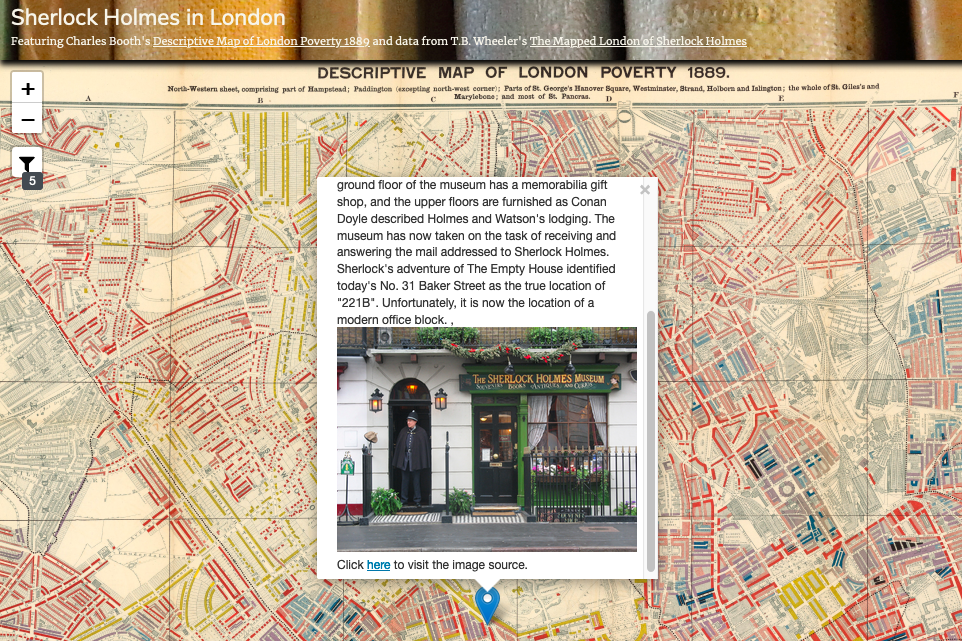 Sherlock Holmes in London
Featuring Charles Booth's Descriptive Map of London Poverty 1889 and data from T.B. Wheeler's The Mapped London of Sherlock Holmes
DESCRIPTIVE MAP OF LONDON POVERTY 1889.
North-Western sheet, comprising part of Hampstead; Paddington (excepting north-west corner); Parts of St. George's Hanover Square, Westminster, Strand, Holborn and Islington; the whole of St. Giles's and
Marylebone; and most of St. Pancras.
A B C D E F
+
−
5
×
ground floor of the museum has a memorabilia gift
shop, and the upper floors are furnished as Conan
Doyle described Holmes and Watson's lodging. The
museum has now taken on the task of receiving and
answering the mail addressed to Sherlock Holmes.
Sherlock's adventure of The Empty House identified
today's No. 31 Baker Street as the true location of
"221B". Unfortunately, it is now the location of a
modern office block. ,
THE SHERLOCK HOLMES MUSEUM
SOUVENIRS BOOKS ANTIQUES AND CURIOS
Click here to visit the image source.